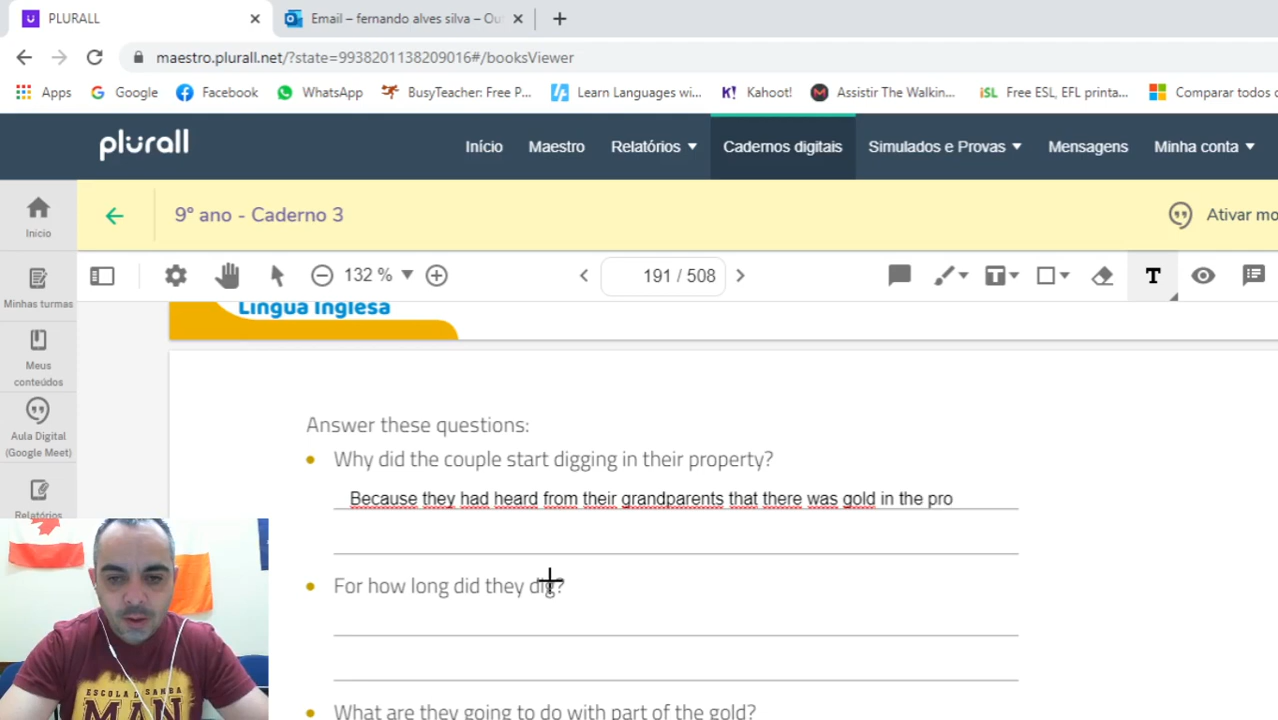 PLURALL
Email – fernando alves silva – Ou
maestro.plurall.net/?state=9938201138209016#/booksViewer
Apps
Google
Facebook
WhatsApp
BusyTeacher: Free P...
Learn Languages wi...
Kahoot!
Assistir The Walkin...
iSL Free ESL, EFL printa...
Comparar todos c
plurall
Início
Maestro
Relatórios
Cadernos digitais
Simulados e Provas
Mensagens
Minha conta
Inicio
9º ano - Caderno 3
Ativar mo
132 %
191 / 508
T
Minhas turmas
Meus
conteúdos
Aula Digital
(Google Meet)
Relatórios
Língua Inglesa
Answer these questions:
Why did the couple start digging in their property?
Because they had heard from their grandparents that there was gold in the pro
For how long did they dig?
What are they going to do with part of the gold?
ESCOLA D SAMBA
MAN